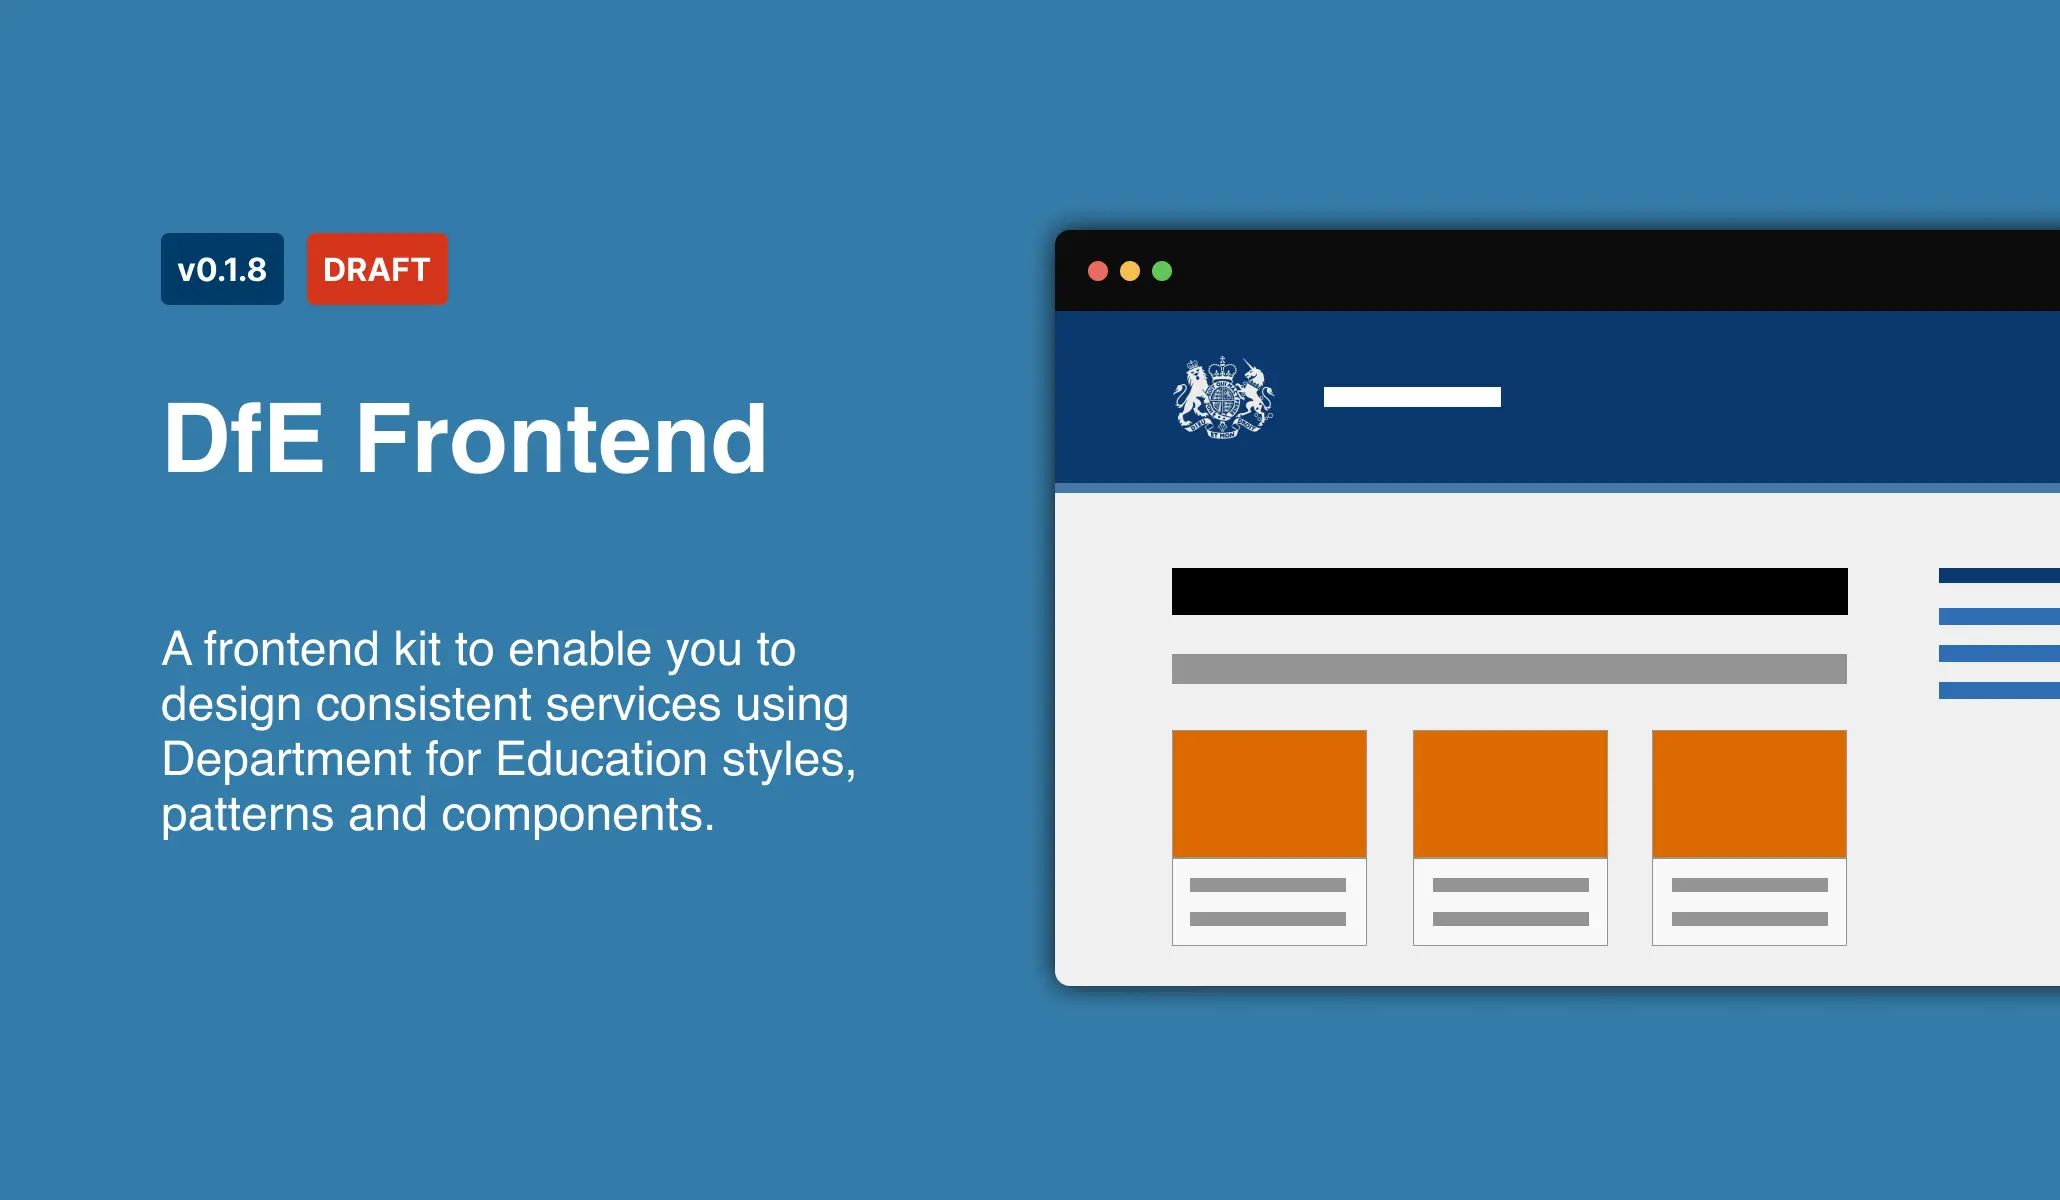 v0.1.8 DRAFT
DfE Frontend
A frontend kit to enable you to
design consistent services using
Department for Education styles,
patterns and components.